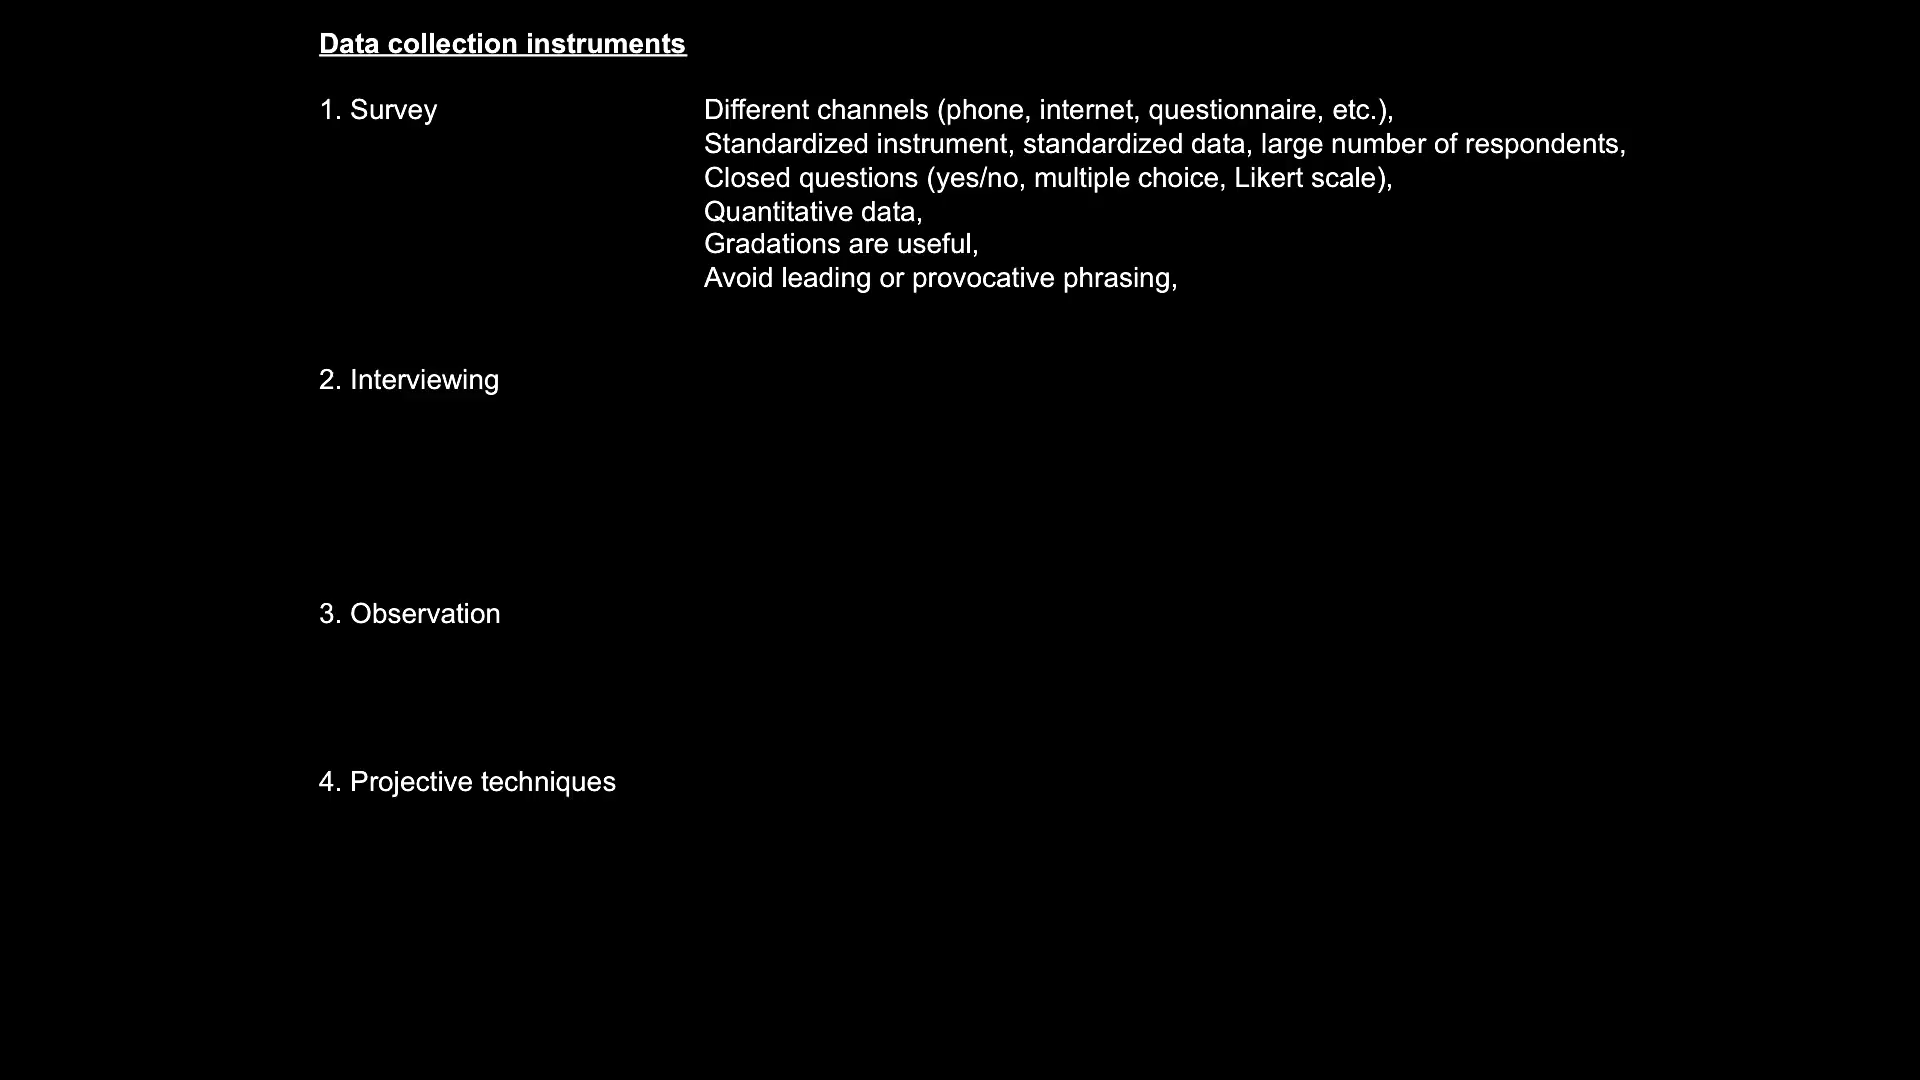 Data collection instruments
1. Survey
Different channels (phone, internet, questionnaire, etc.),
Standardized instrument, standardized data, large number of respondents,
Closed questions (yes/no, multiple choice, Likert scale),
Quantitative data,
Gradations are useful,
Avoid leading or provocative phrasing,
2. Interviewing
3. Observation
4. Projective techniques